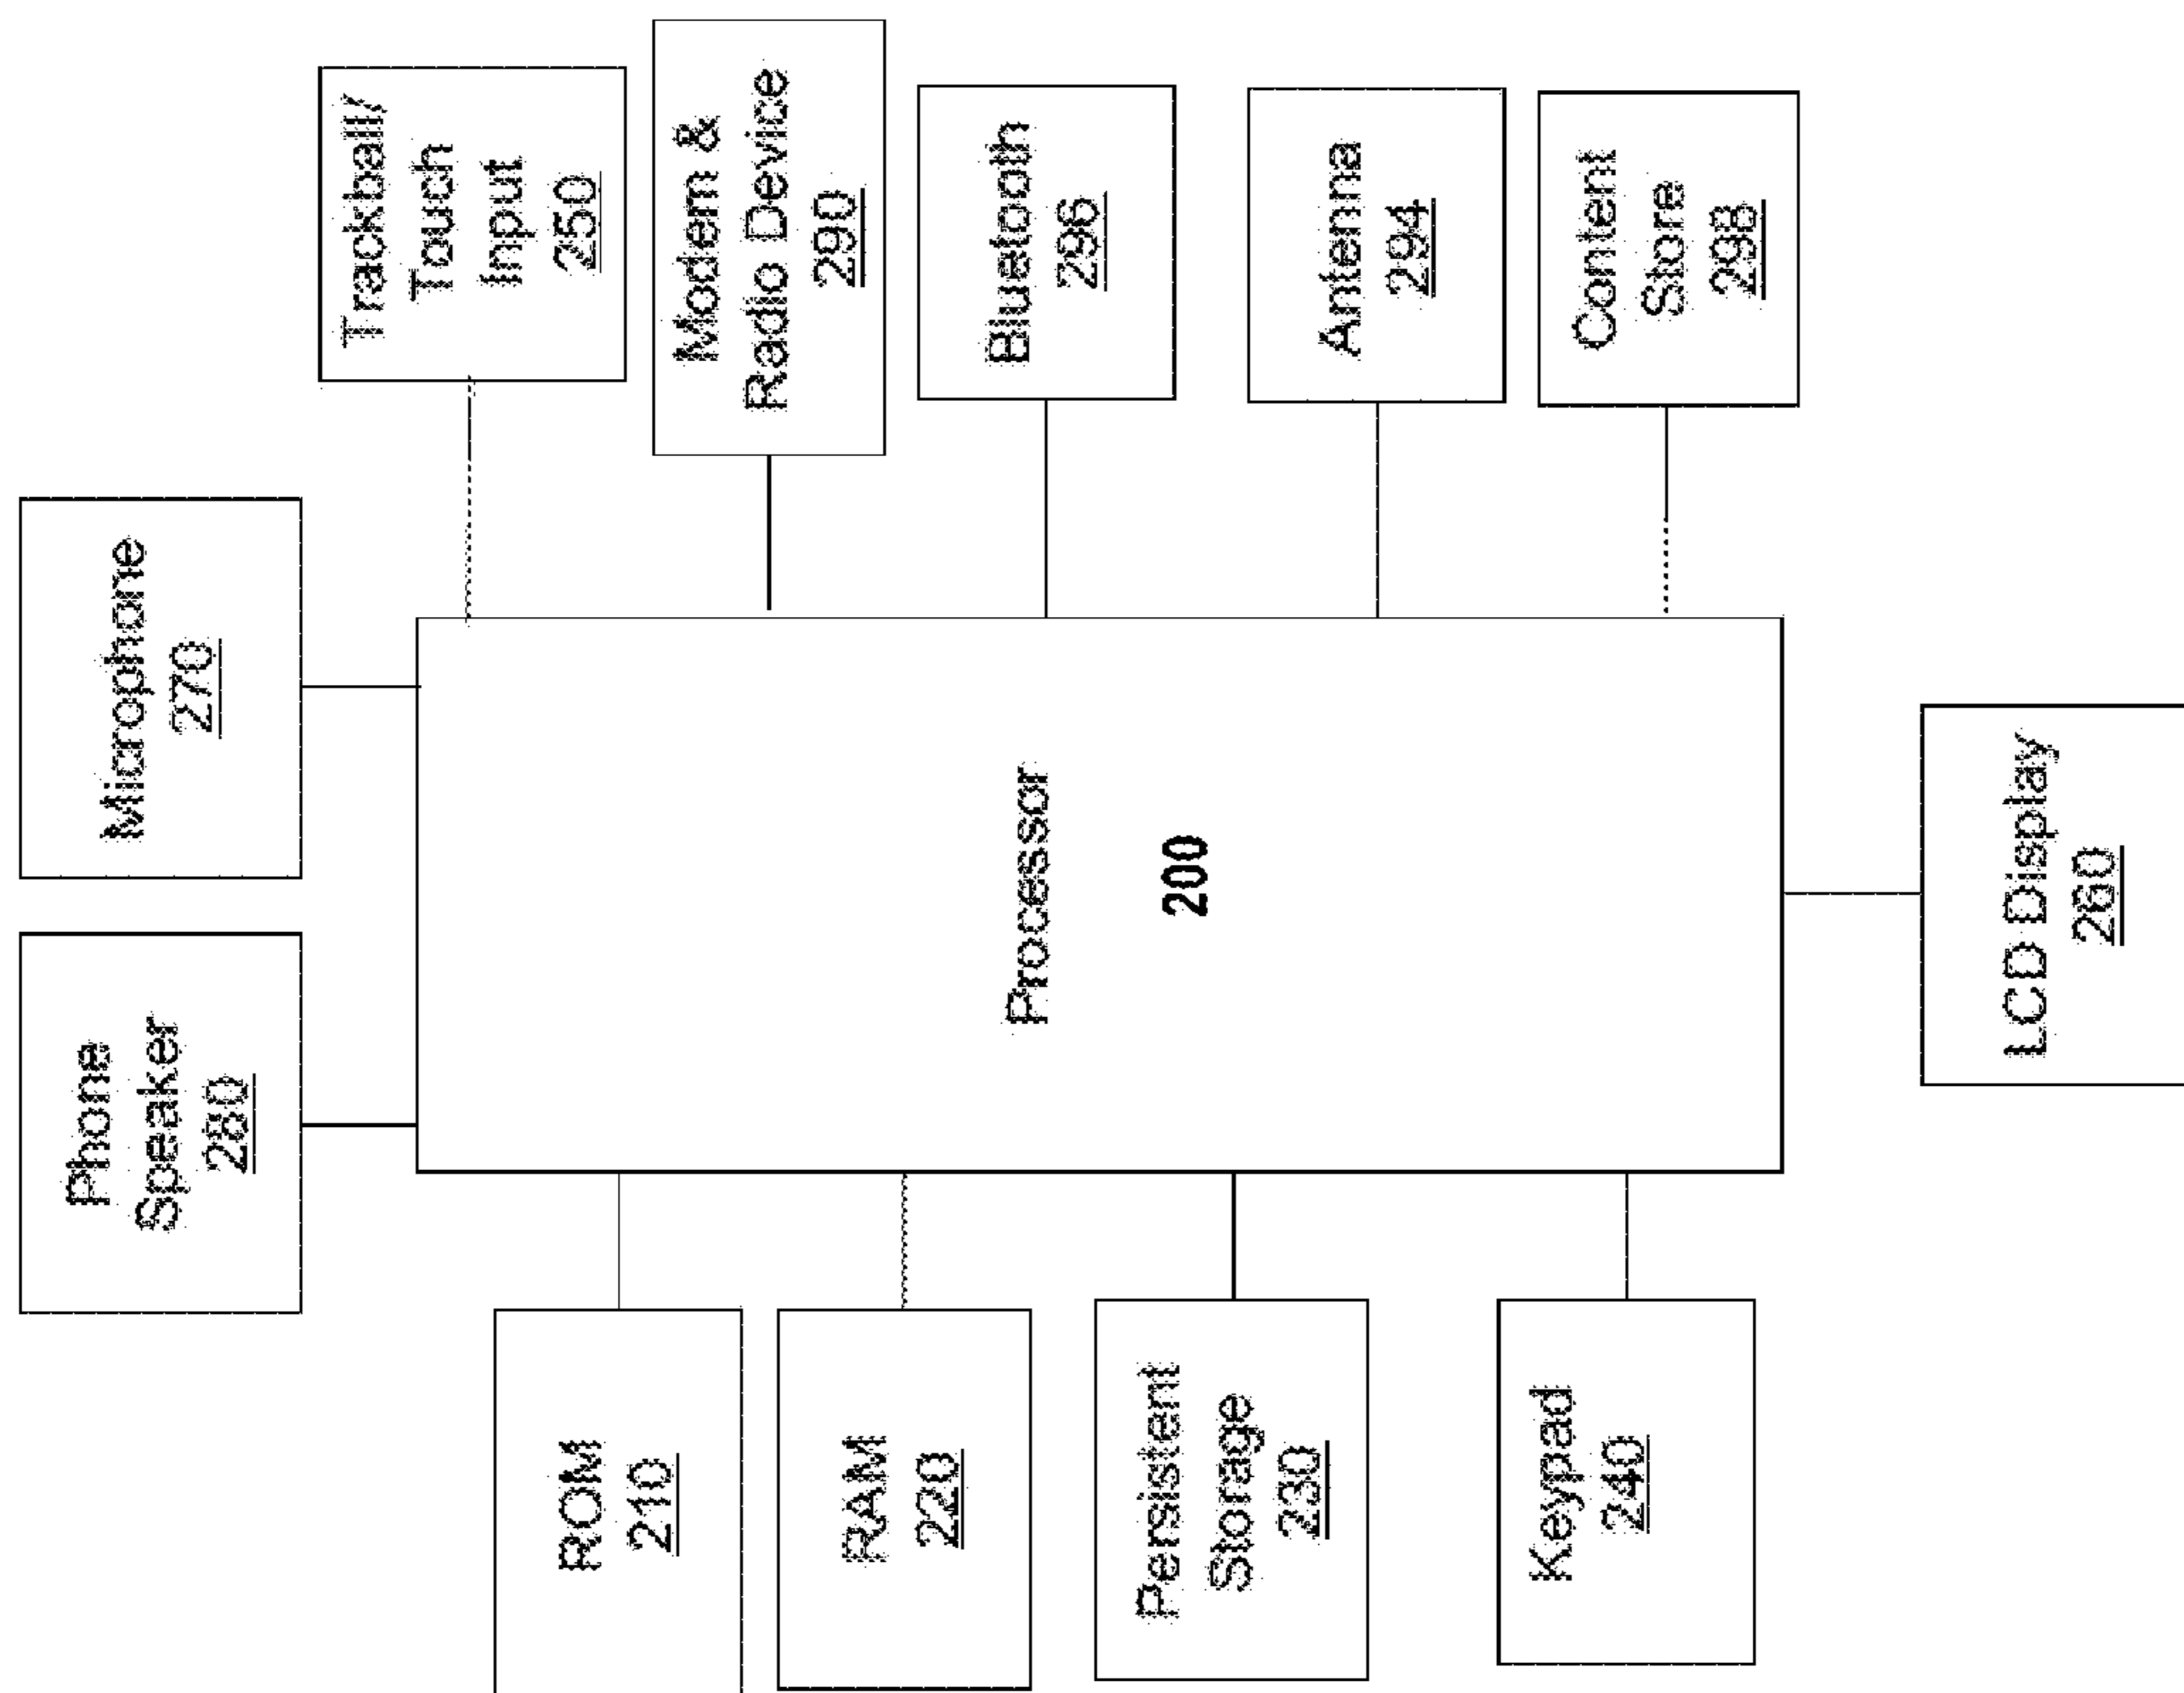 Phone
Speaker
280
Microphone
270
ROM
210
RAM
220
Persistent
Storage
230
Keypad
240
Processor
200
Trackball/
Touch
Input
250
Modem &
Radio Device
290
Bluetooth
296
Antenna
294
Content
Store
298
LCD Display
260